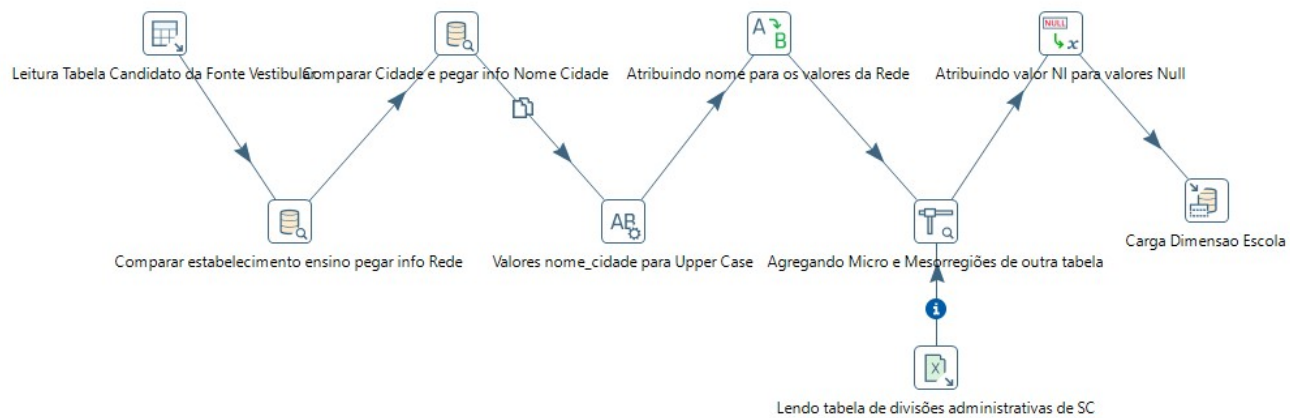 A
B
NULL
x
Leitura Tabela Candidato da Fonte Vestibular
Comparar Cidade e pegar info Nome Cidade
Atribuindo nome para os valores da Rede
Atribuindo valor NI para valores Null
AB
Comparar estabelecimento ensino pegar info Rede
Valores nome_cidade para Upper Case
Agregando Micro e Mesorregiões de outra tabela
Carga Dimensao Escola
i
X
Lendo tabela de divisões administrativas de SC